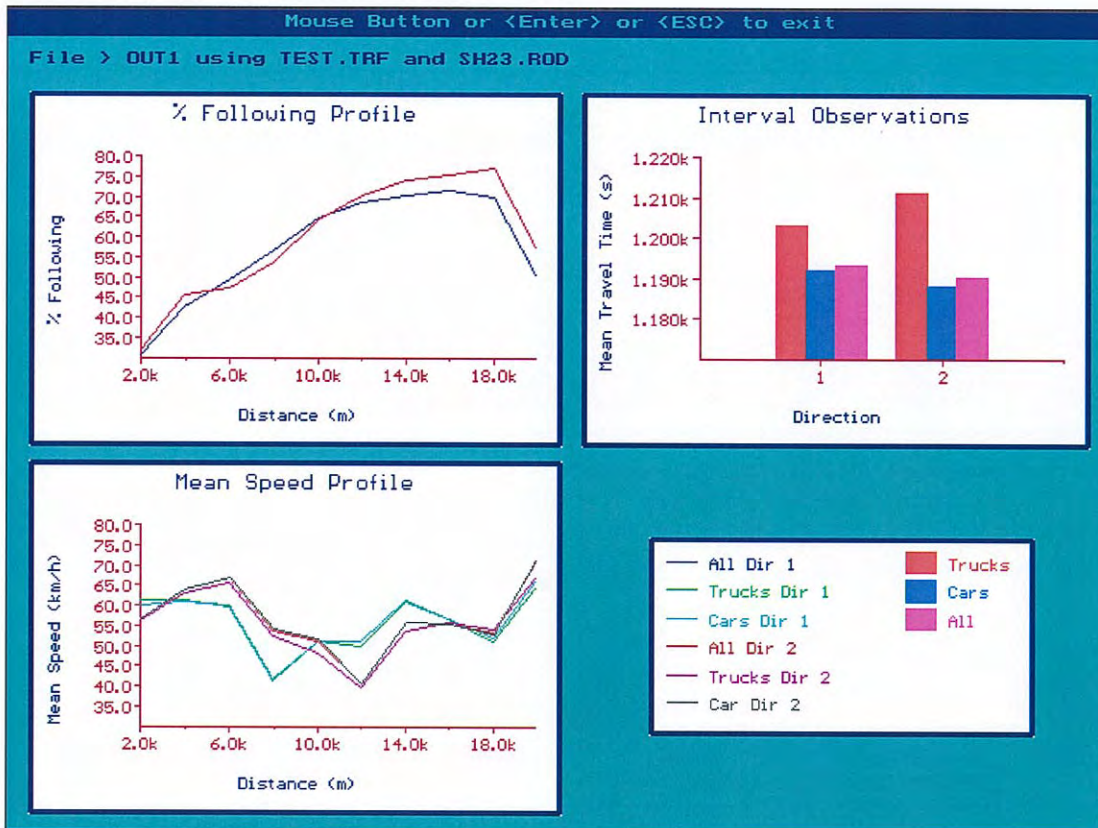 Mouse Button or <Enter> or <ESC> to exit
File > OUT1 using TEST.TRF and SH23.ROD
% Following Profile
80.0
75.0
70.0
65.0
60.0
55.0
50.0
45.0
40.0
35.0
% Following
2.0k 6.0k 10.0k 14.0k 18.0k
Distance (m)
Interval Observations
1.220k
1.210k
1.200k
1.190k
1.180k
Mean Travel Time (s)
1 2
Direction
Mean Speed Profile
80.0
75.0
70.0
65.0
60.0
55.0
50.0
45.0
40.0
35.0
Mean Speed (km/h)
2.0k 6.0k 10.0k 14.0k 18.0k
Distance (m)
All Dir 1
Trucks Dir 1
Cars Dir 1
All Dir 2
Trucks Dir 2
Car Dir 2
Trucks
Cars
All